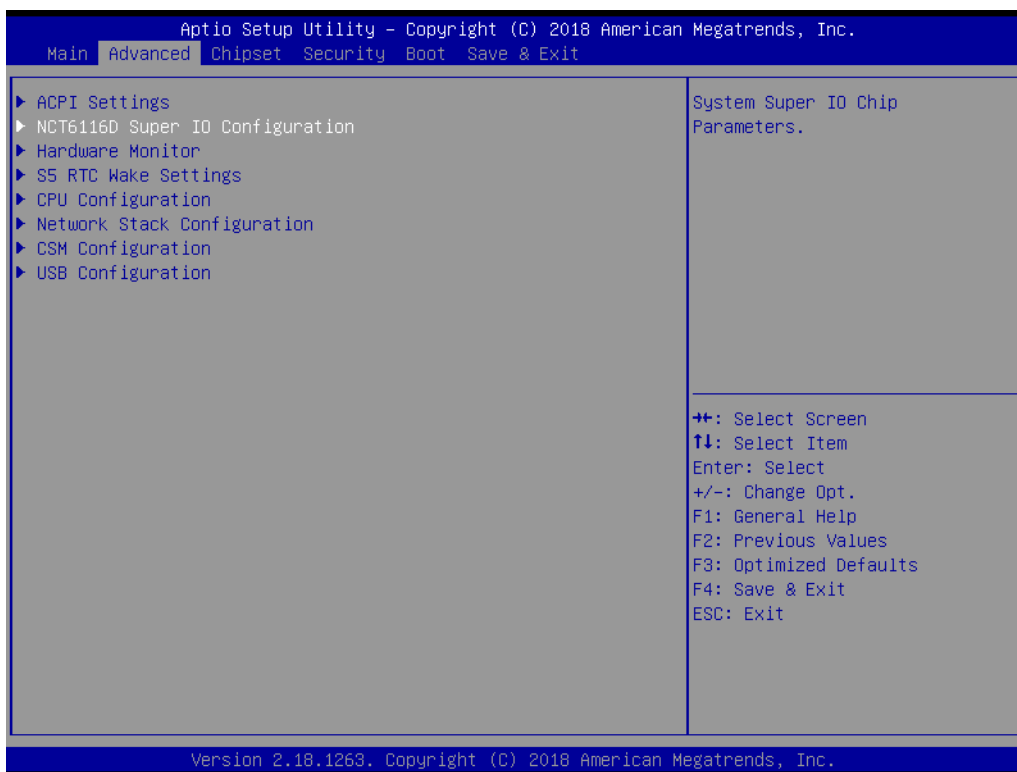 Aptio Setup Utility – Copyright (C) 2018 American Megatrends, Inc.
Main Advanced Chipset Security Boot Save & Exit
▶ ACPI Settings
▶ NCT6116D Super IO Configuration
▶ Hardware Monitor
▶ S5 RTC Wake Settings
▶ CPU Configuration
▶ Network Stack Configuration
▶ CSM Configuration
▶ USB Configuration
System Super IO Chip
Parameters.
→←: Select Screen
↑↓: Select Item
Enter: Select
+/-: Change Opt.
F1: General Help
F2: Previous Values
F3: Optimized Defaults
F4: Save & Exit
ESC: Exit
Version 2.18.1263. Copyright (C) 2018 American Megatrends, Inc.